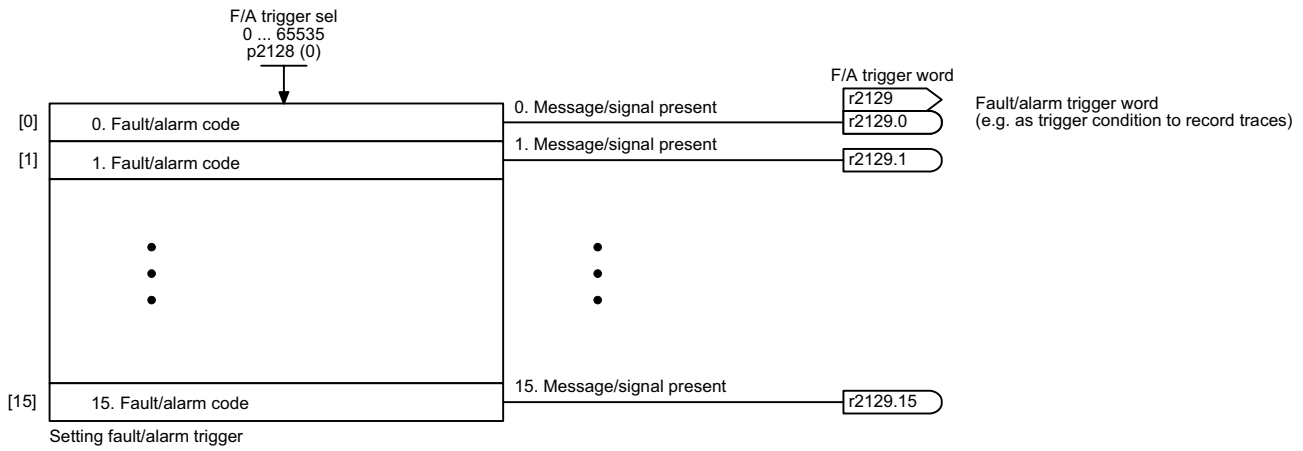 F/A trigger sel
0 ... 65535
p2128 (0)
F/A trigger word
r2129
Fault/alarm trigger word
(e.g. as trigger condition to record traces)
[0]
0. Fault/alarm code
0. Message/signal present
r2129.0
[1]
1. Fault/alarm code
1. Message/signal present
r2129.1
[15]
15. Fault/alarm code
15. Message/signal present
r2129.15
Setting fault/alarm trigger